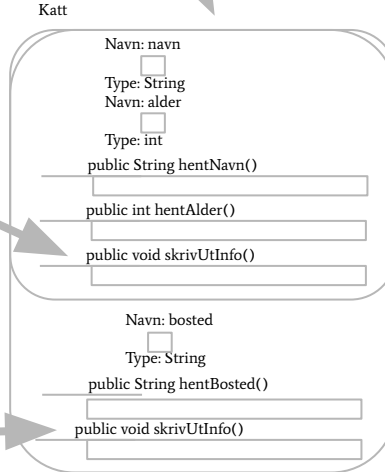 Katt
Navn: navn
Type: String
Navn: alder
Type: int
public String hentNavn()
public int hentAlder()
public void skrivUtInfo()
Navn: bosted
Type: String
public String hentBosted()
public void skrivUtInfo()